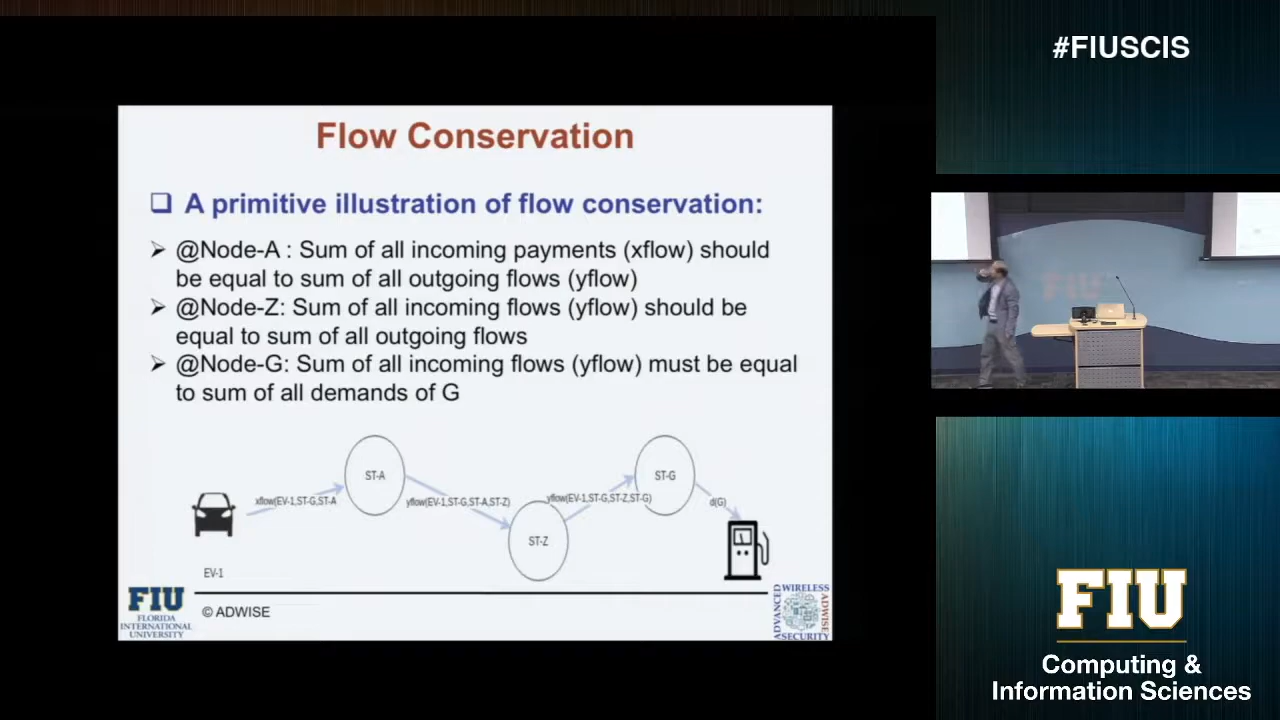 #FIUSCIS
Flow Conservation
A primitive illustration of flow conservation:
@Node-A : Sum of all incoming payments (xflow) should
be equal to sum of all outgoing flows (yflow)
@Node-Z: Sum of all incoming flows (yflow) should be
equal to sum of all outgoing flows
@Node-G: Sum of all incoming flows (yflow) must be equal
to sum of all demands of G
ST-A
ST-G
xflow(EV-1,ST-G,ST-A
yflow(EV-1,ST-G,ST-A,ST-Z)
yflow(EV-1,ST-G,ST-Z,ST-G)
d(G)
ST-Z
EV-1
FIU
FLORIDA
INTERNATIONAL
UNIVERSITY
© ADWISE
ADVANCED
WIRELESS
ADWISE
SECURITY
FIU
FIU
Computing &
Information Sciences